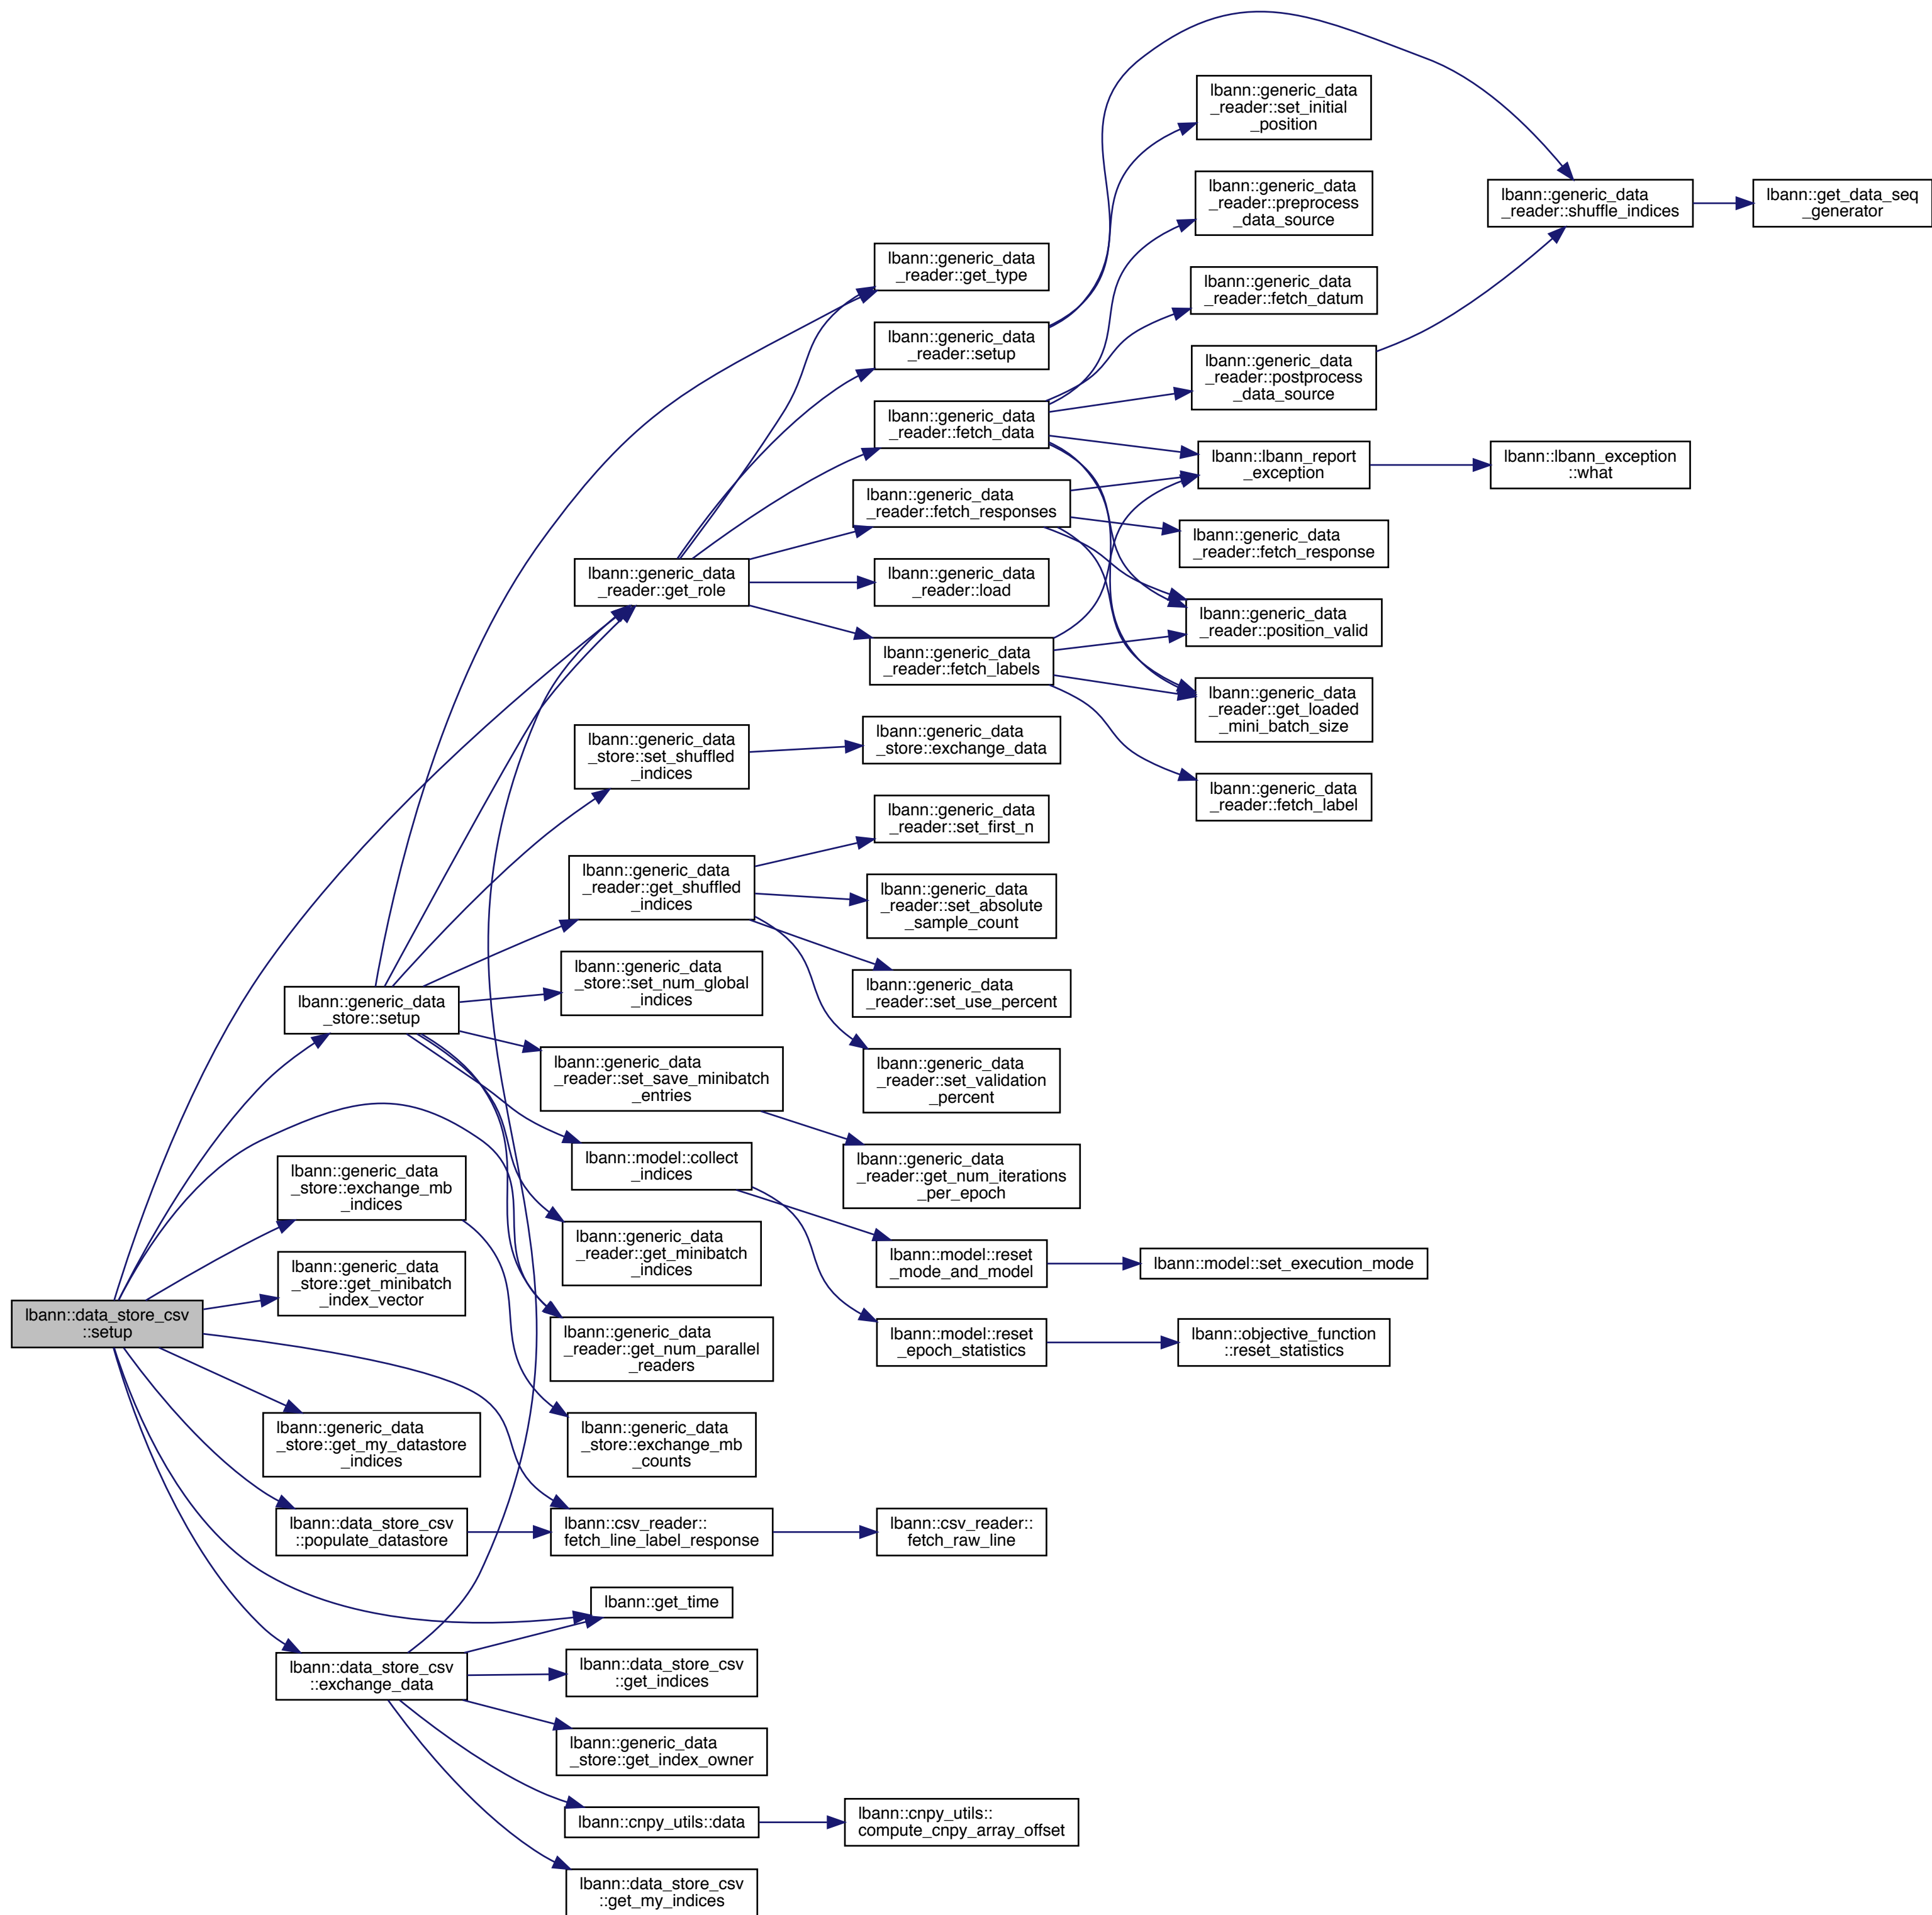 lbann::data_store_csv
::setup
lbann::generic_data
_reader::get_role
lbann::generic_data
_store::setup
lbann::generic_data
_store::exchange_mb
_indices
lbann::generic_data
_store::get_minibatch
_index_vector
lbann::generic_data
_store::get_my_datastore
_indices
lbann::data_store_csv
::populate_datastore
lbann::data_store_csv
::exchange_data
lbann::generic_data
_store::set_shuffled
_indices
lbann::generic_data
_reader::get_shuffled
_indices
lbann::generic_data
_store::set_num_global
_indices
lbann::generic_data
_reader::set_save_minibatch
_entries
lbann::model::collect
_indices
lbann::generic_data
_reader::get_minibatch
_indices
lbann::generic_data
_reader::get_num_parallel
_readers
lbann::generic_data
_store::exchange_mb
_counts
lbann::csv_reader::
fetch_line_label_response
lbann::get_time
lbann::data_store_csv
::get_indices
lbann::generic_data
_store::get_index_owner
lbann::cnpy_utils::data
lbann::data_store_csv
::get_my_indices
lbann::generic_data
_reader::get_type
lbann::generic_data
_reader::setup
lbann::generic_data
_reader::fetch_data
lbann::generic_data
_reader::fetch_responses
lbann::generic_data
_reader::load
lbann::generic_data
_reader::fetch_labels
lbann::generic_data
_store::exchange_data
lbann::generic_data
_reader::set_first_n
lbann::generic_data
_reader::set_absolute
_sample_count
lbann::generic_data
_reader::set_use_percent
lbann::generic_data
_reader::set_validation
_percent
lbann::generic_data
_reader::get_num_iterations
_per_epoch
lbann::model::reset
_mode_and_model
lbann::model::reset
_epoch_statistics
lbann::csv_reader::
fetch_raw_line
lbann::cnpy_utils::
compute_cnpy_array_offset
lbann::generic_data
_reader::set_initial
_position
lbann::generic_data
_reader::preprocess
_data_source
lbann::generic_data
_reader::fetch_datum
lbann::generic_data
_reader::postprocess
_data_source
lbann::lbann_report
_exception
lbann::generic_data
_reader::fetch_response
lbann::generic_data
_reader::position_valid
lbann::generic_data
_reader::get_loaded
_mini_batch_size
lbann::generic_data
_reader::fetch_label
lbann::model::set_execution_mode
lbann::objective_function
::reset_statistics
lbann::generic_data
_reader::shuffle_indices
lbann::lbann_exception
::what
lbann::get_data_seq
_generator